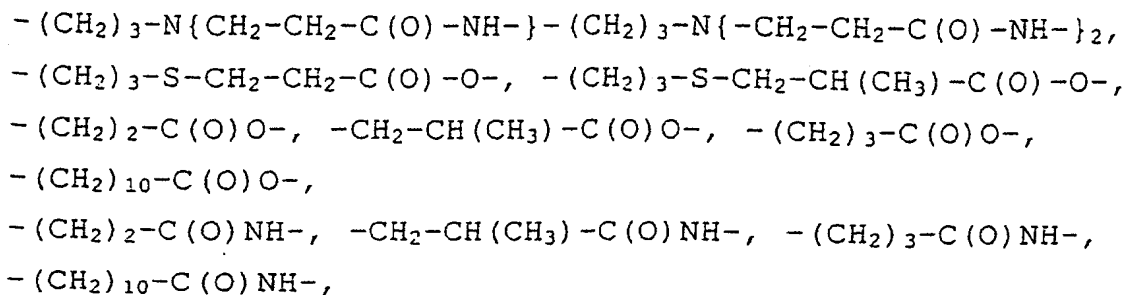 -(CH₂)₃-N{CH₂-CH₂-C(O)-NH-}-(CH₂)₃-N{-CH₂-CH₂-C(O)-NH-}₂,
-(CH₂)₃-S-CH₂-CH₂-C(O)-O-, -(CH₂)₃-S-CH₂-CH(CH₃)-C(O)-O-,
-(CH₂)₂-C(O)O-, -CH₂-CH(CH₃)-C(O)O-, -(CH₂)₃-C(O)O-,
-(CH₂)₁₀-C(O)O-,
-(CH₂)₂-C(O)NH-, -CH₂-CH(CH₃)-C(O)NH-, -(CH₂)₃-C(O)NH-,
-(CH₂)₁₀-C(O)NH-,